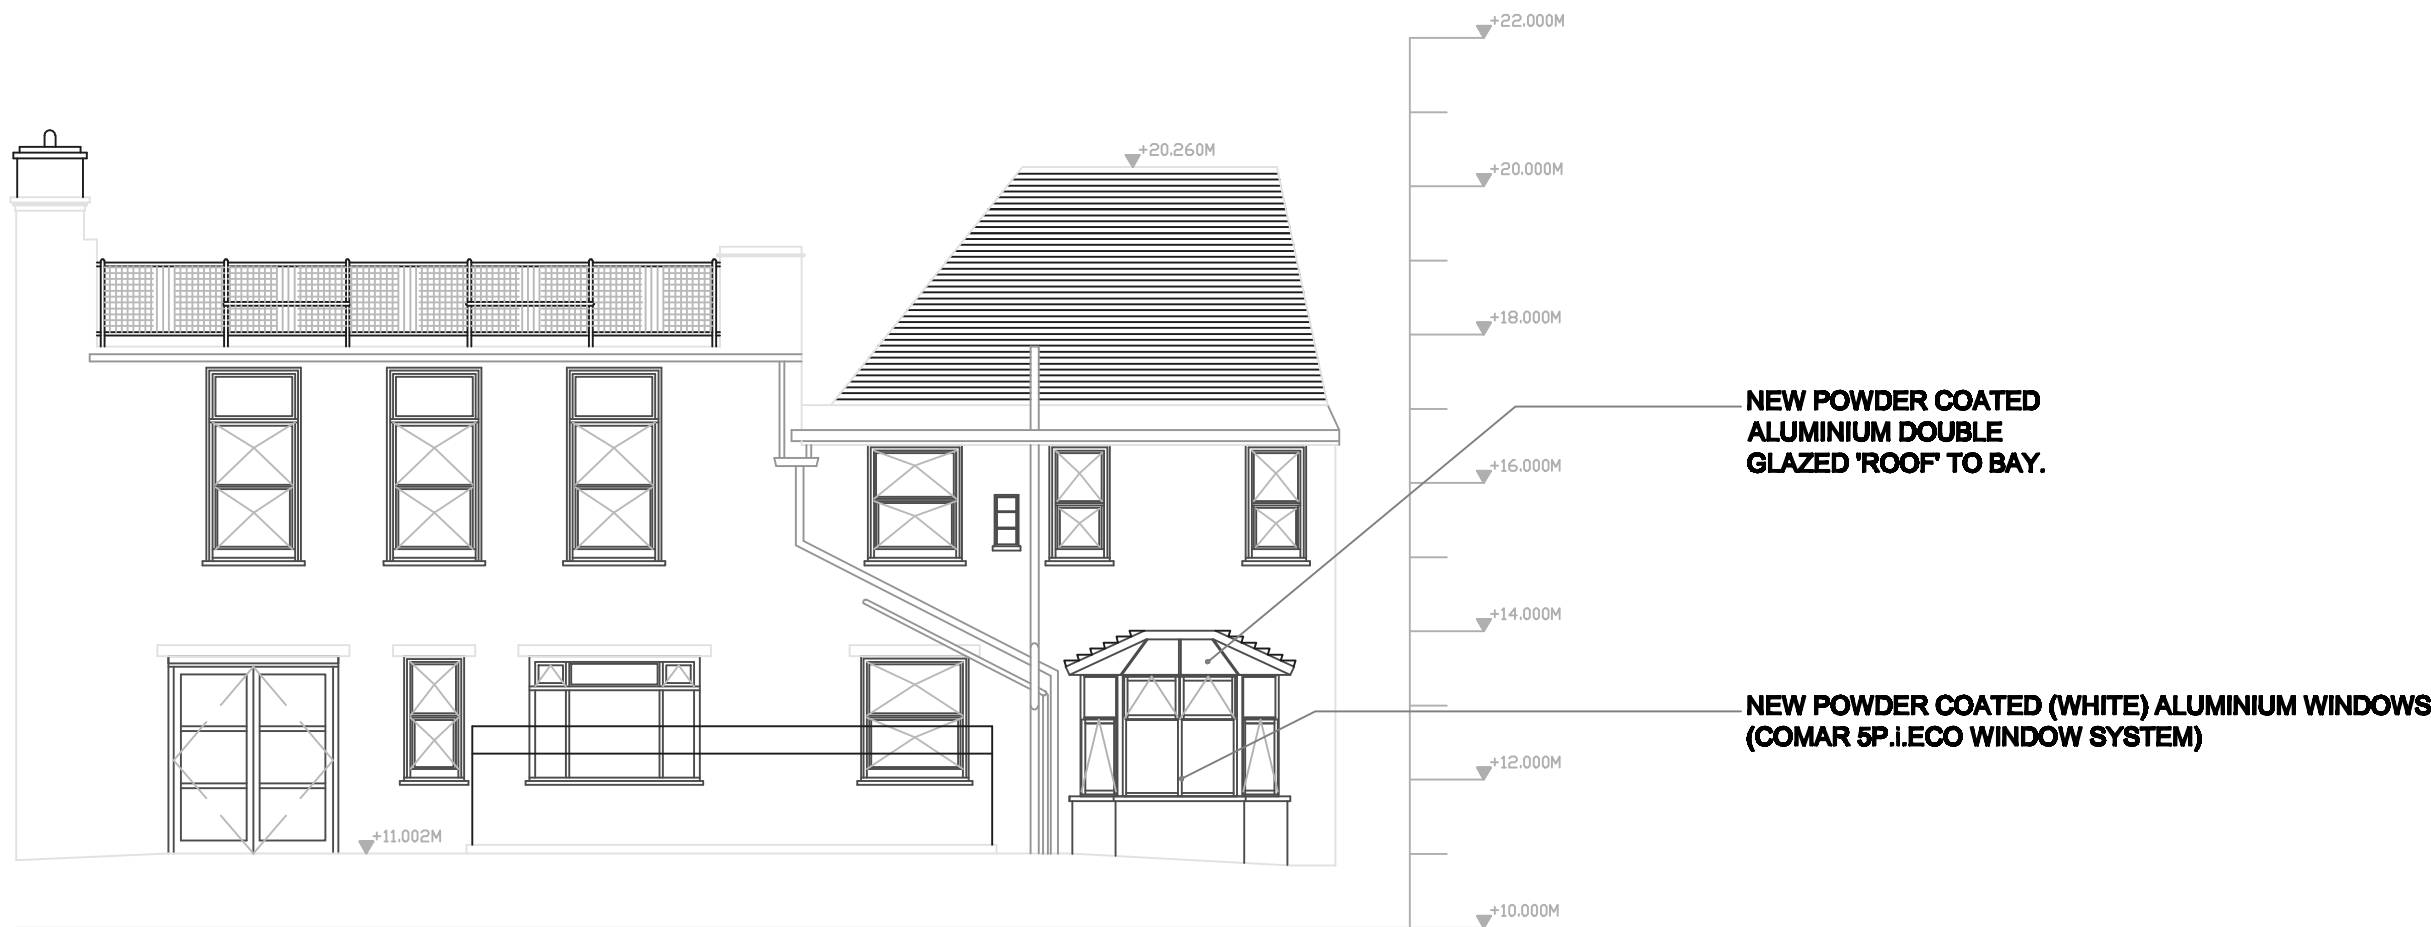 +22.000M
+20.260M
+20.000M
+18.000M
NEW POWDER COATED
ALUMINIUM DOUBLE
GLAZED 'ROOF' TO BAY.
+16.000M
+14.000M
NEW POWDER COATED (WHITE) ALUMINIUM WINDOWS
(COMAR 5P.i.ECO WINDOW SYSTEM)
+12.000M
+11.002M
+10.000M